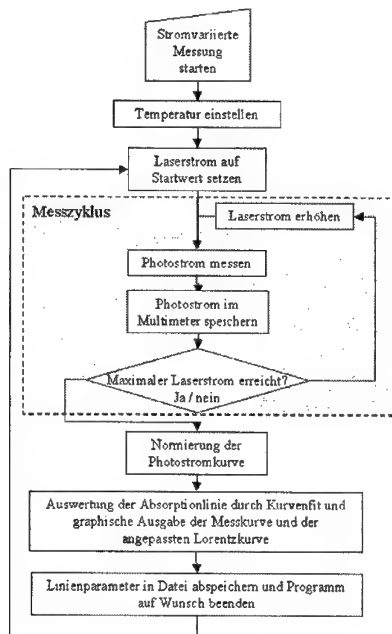 Stromvariierte
Messung
starten
Temperatur einstellen
Laserstrom auf
Startwert setzen
Messzyklus
Laserstrom erhöhen
Photostrom messen
Photostrom im
Multimeter speichern
Maximaler Laserstrom erreicht?
Ja / nein
Normierung der
Photostromkurve
Auswertung der Absorptionlinie durch Kurvenfit und
graphische Ausgabe der Messkurve und der
angepassten Lorentzkurve
Linienparameter in Datei abspeichern und Programm
auf Wunsch beenden